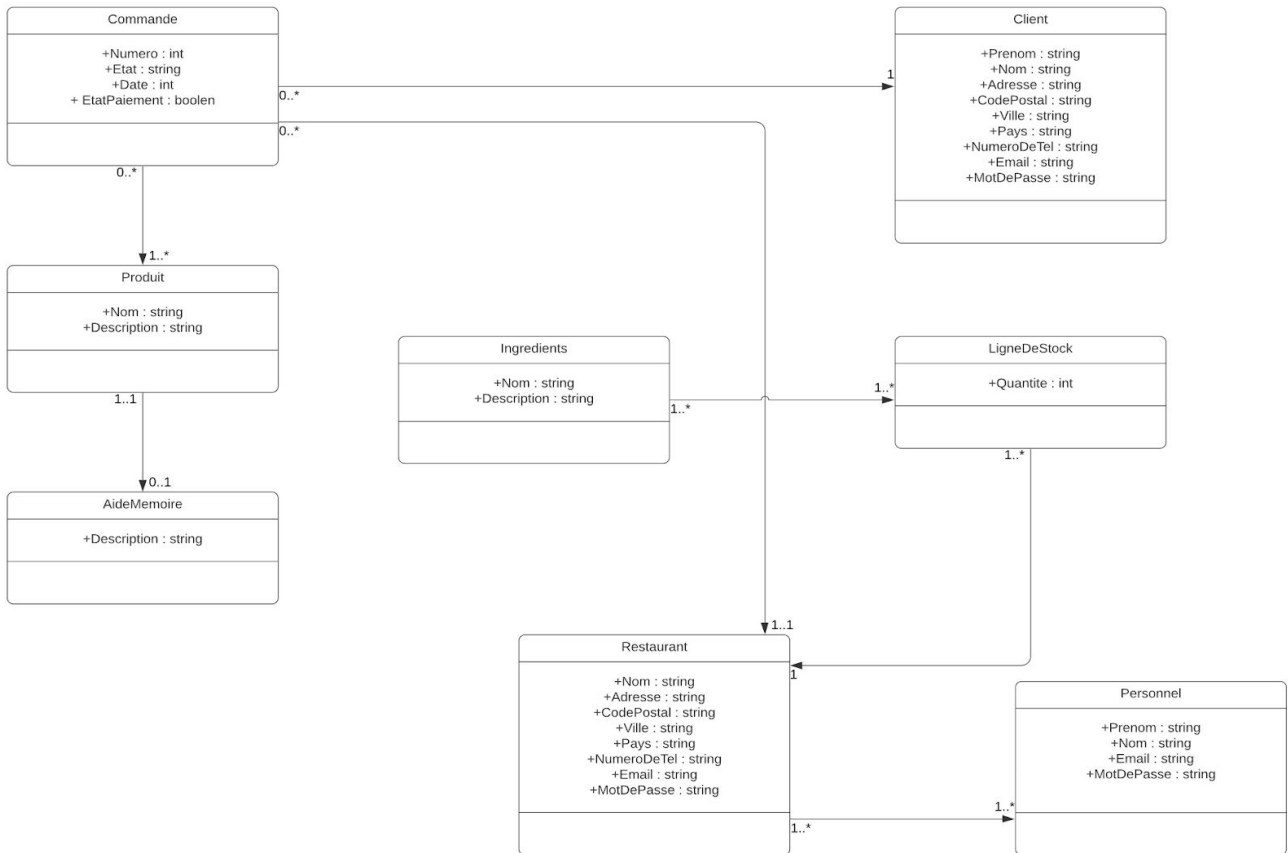 Commande
+Numero : int
+Etat : string
+Date : int
+ EtatPaiement : boolen
0..*
1
0..*
0..*
Client
+Prenom : string
+Nom : string
+Adresse : string
+CodePostal : string
+Ville : string
+Pays : string
+NumeroDeTel : string
+Email : string
+MotDePasse : string
1..*
Produit
+Nom : string
+Description : string
1..1
0..1
AideMemoire
+Description : string
Ingredients
+Nom : string
+Description : string
1..*
1..*
LigneDeStock
+Quantite : int
1..*
1..1
1
Restaurant
+Nom : string
+Adresse : string
+CodePostal : string
+Ville : string
+Pays : string
+NumeroDeTel : string
+Email : string
+MotDePasse : string
1..*
1..*
Personnel
+Prenom : string
+Nom : string
+Email : string
+MotDePasse : string